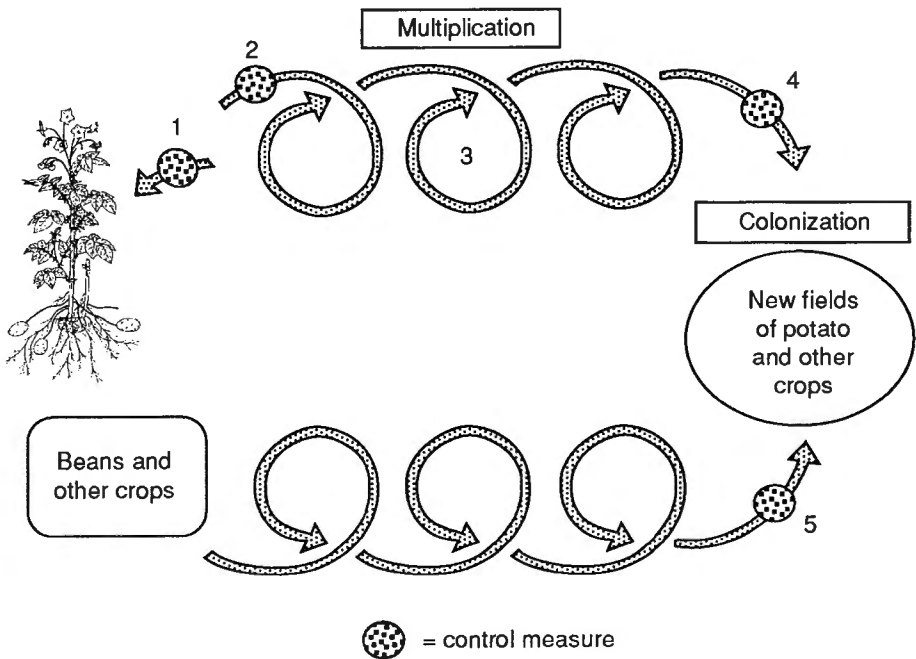 Multiplication
2
4
1
3
Colonization
New fields
of potato
and other
crops
Beans and
other crops
5
= control measure